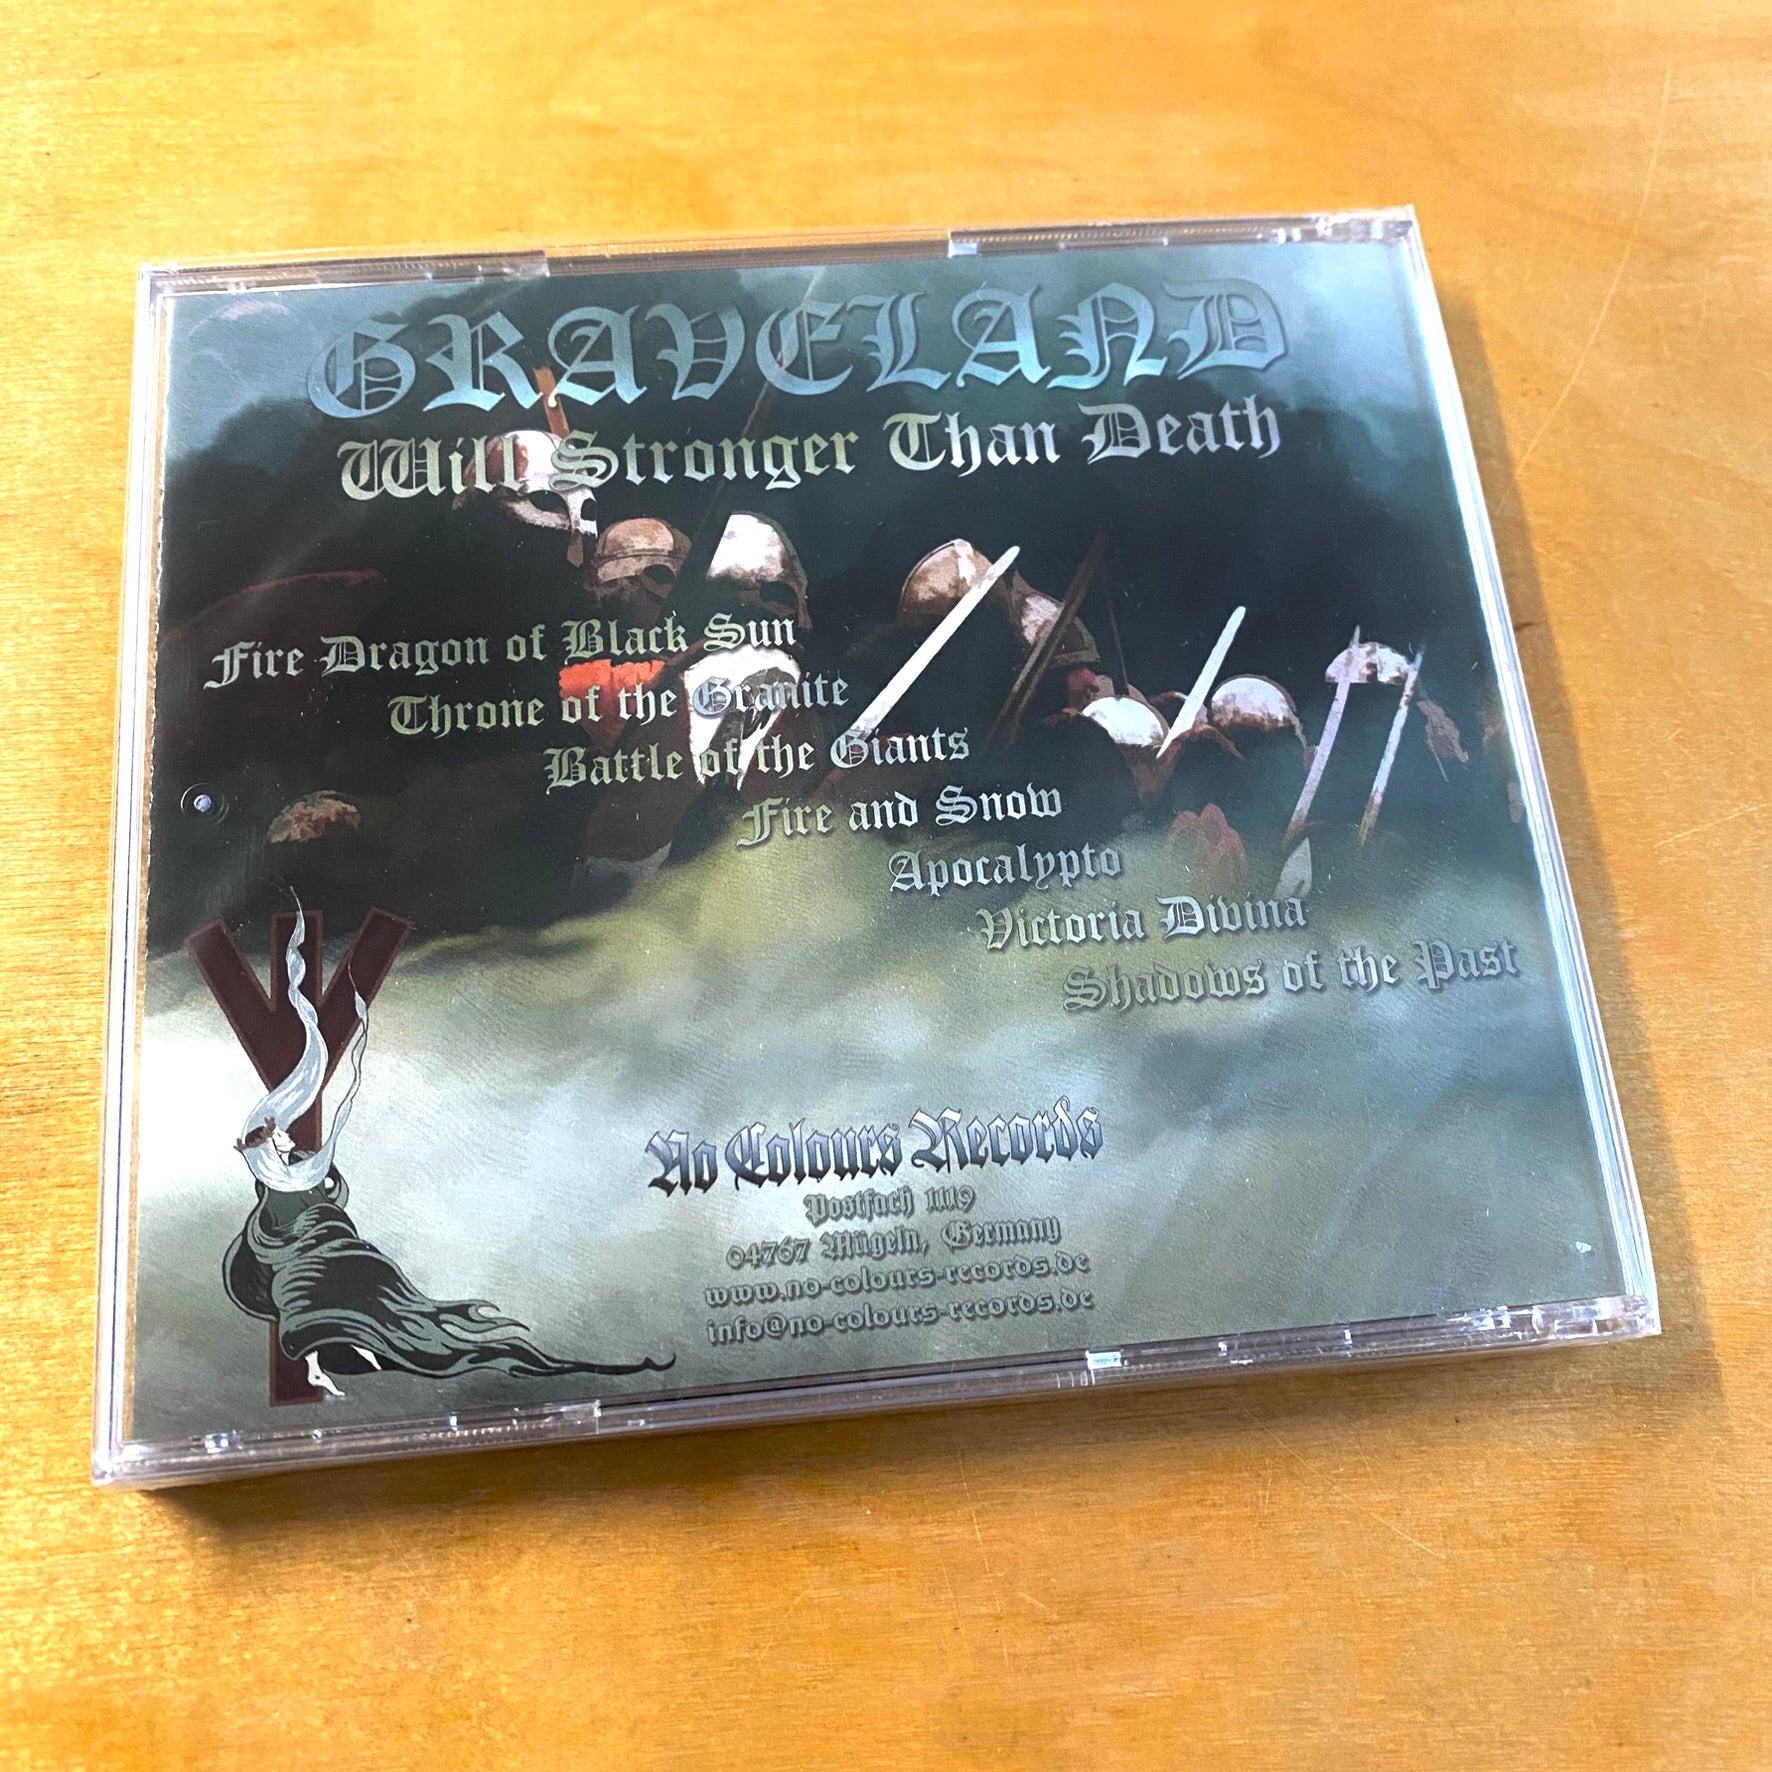 GRAVELAND
Will Stronger Than Death
Fire Dragon of Black Sun
Throne of the Granite
Battle of the Giants
Fire and Snow
Apocalypto
Victoria Divina
Shadows of the Past
No Colours Records
Postfach 1119
04767 Mügeln, Germany
www.no-colours-records.de
info@no-colours-records.de